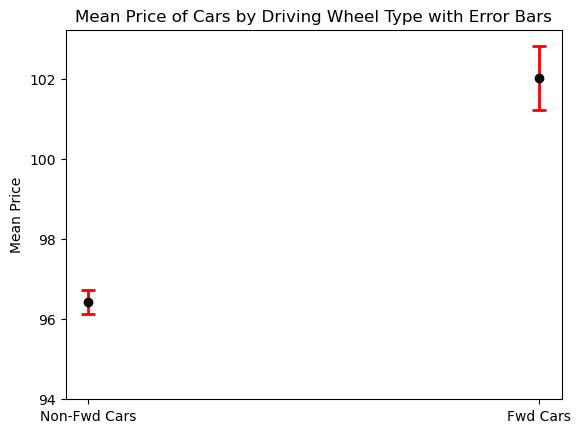 Mean Price of Cars by Driving Wheel Type with Error Bars
102
100
98
96
94
Mean Price
Non-Fwd Cars
Fwd Cars